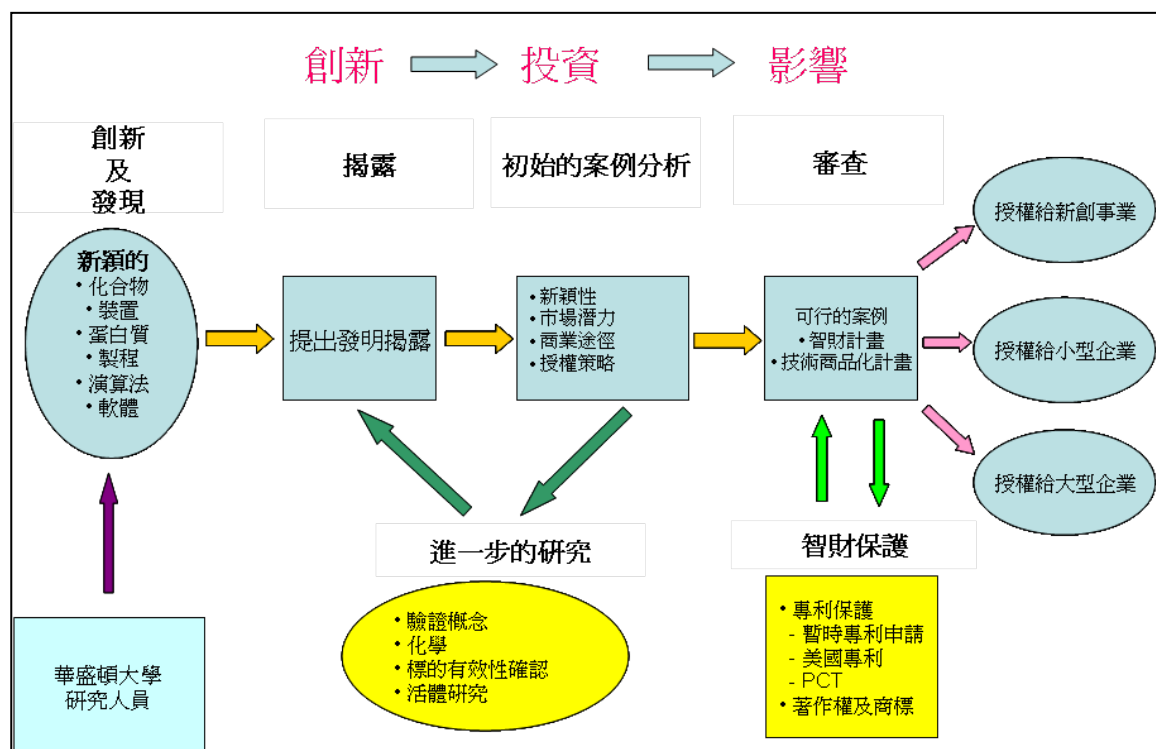 創新 投資 影響
創新
及
發現
揭露
初始的案例分析
審查
新穎的
• 化合物
• 裝置
• 蛋白質
• 製程
• 演算法
• 軟體
提出發明揭露
• 新穎性
• 市場潛力
• 商業途徑
• 授權策略
可行的案例
• 智財計畫
• 技術商品化計畫
授權給新創事業
授權給小型企業
授權給大型企業
進一步的研究
• 驗證概念
• 化學
• 標的有效性確認
• 活體研究
智財保護
• 專利保護
- 暫時專利申請
- 美國專利
- PCT
• 著作權及商標
華盛頓大學
研究人員